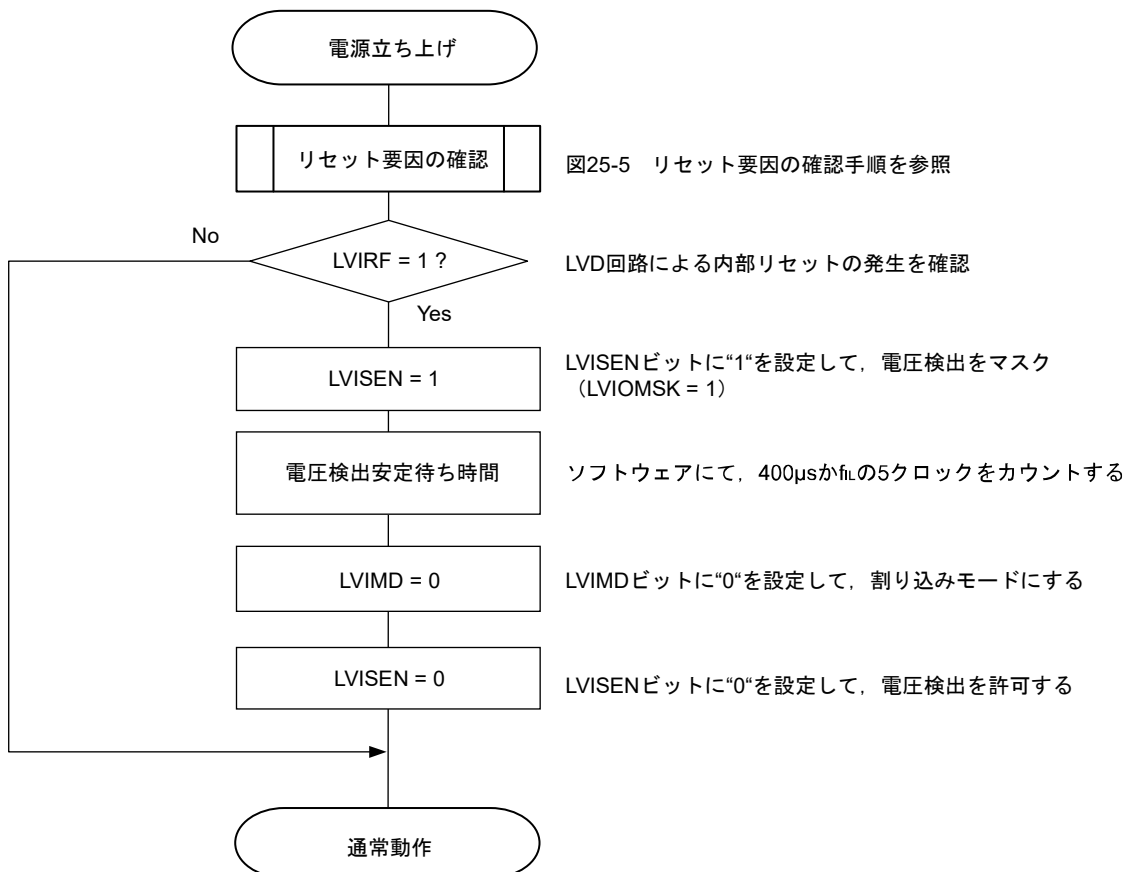 電源立ち上げ
リセット要因の確認
図25-5　リセット要因の確認手順を参照
No
LVIRF = 1 ?
LVD回路による内部リセットの発生を確認
Yes
LVISEN = 1
LVISENビットに“1“を設定して，電圧検出をマスク
（LVIOMSK = 1）
電圧検出安定待ち時間
ソフトウェアにて，400µsかfILの5クロックをカウントする
LVIMD = 0
LVIMDビットに“0“を設定して，割り込みモードにする
LVISEN = 0
LVISENビットに“0“を設定して，電圧検出を許可する
通常動作